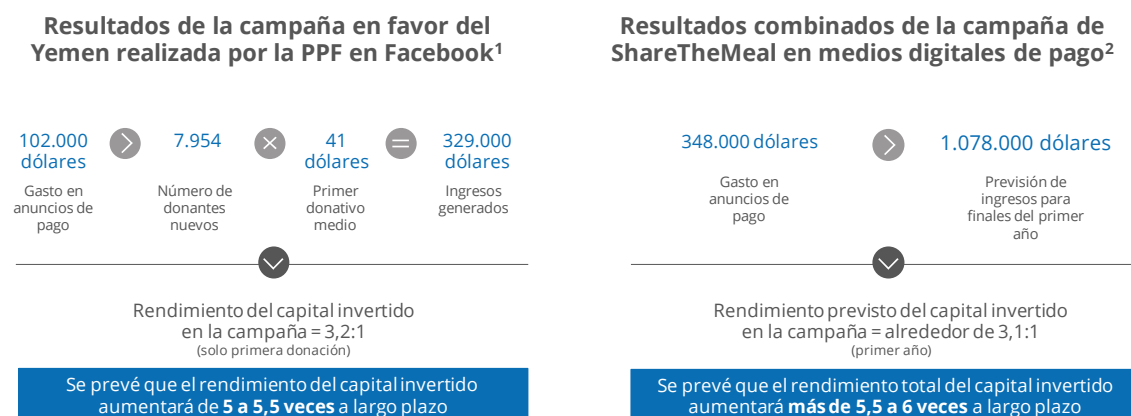 Resultados de la campaña en favor del
Yemen realizada por la PPF en Facebook¹
102.000
dólares
7.954
41
dólares
329.000
dólares
Gasto en
anuncios de
pago
Número de
donantes
nuevos
Primer
donativo
medio
Ingresos
generados
Rendimiento del capital invertido
en la campaña = 3,2:1
(solo primera donación)
Se prevé que el rendimiento del capital invertido
aumentará de 5 a 5,5 veces a largo plazo
Resultados combinados de la campaña de
ShareTheMeal en medios digitales de pago²
348.000 dólares
1.078.000 dólares
Gasto en
anuncios de
pago
Previsión de
ingresos para
finales del primer
año
Rendimiento previsto del capital invertido
en la campaña = alrededor de 3,1:1
(primer año)
Se prevé que el rendimiento total del capital invertido
aumentará más de 5,5 a 6 veces a largo plazo